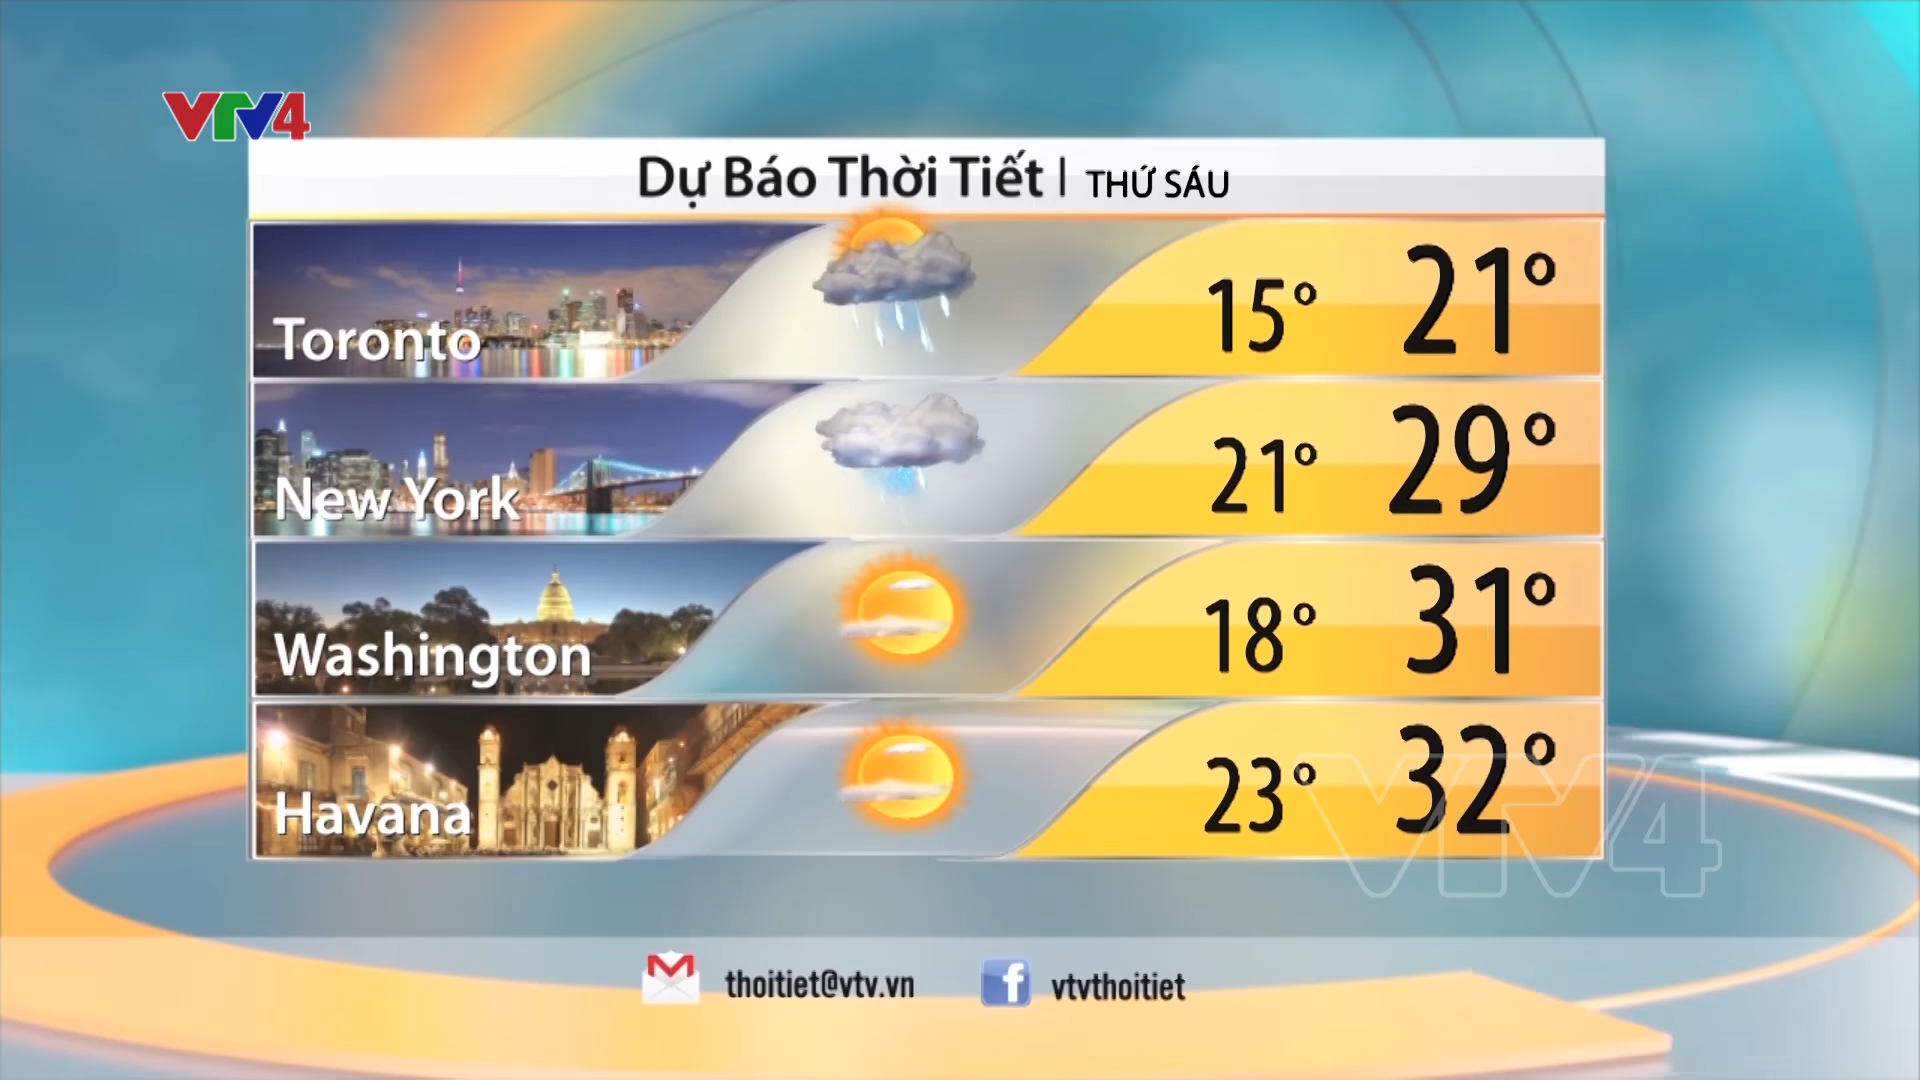 VTV4
Dự Báo Thời Tiết | THỨ SÁU
Toronto 15° 21°
New York 21° 29°
Washington 18° 31°
Havana 23° 32°
VTV4
thoitiet@vtv.vn vtvthoitiet